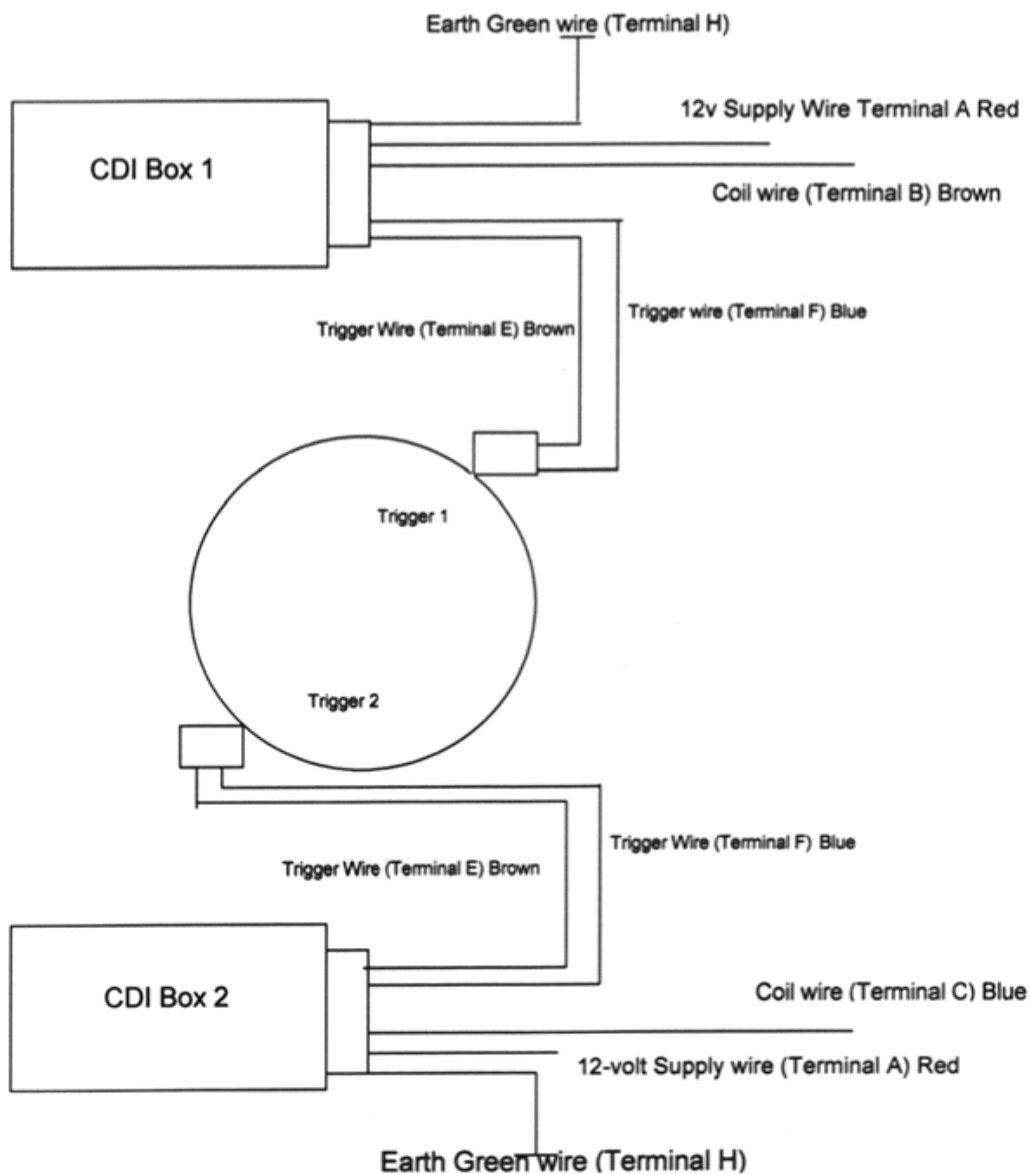 Earth Green wire (Terminal H)
12v Supply Wire Terminal A Red
CDI Box 1
Coil wire (Terminal B) Brown
Trigger Wire (Terminal E) Brown
Trigger wire (Terminal F) Blue
Trigger 1
Trigger 2
Trigger Wire (Terminal F) Blue
Trigger Wire (Terminal E) Brown
CDI Box 2
Coil wire (Terminal C) Blue
12-volt Supply wire (Terminal A) Red
Earth Green wire (Terminal H)